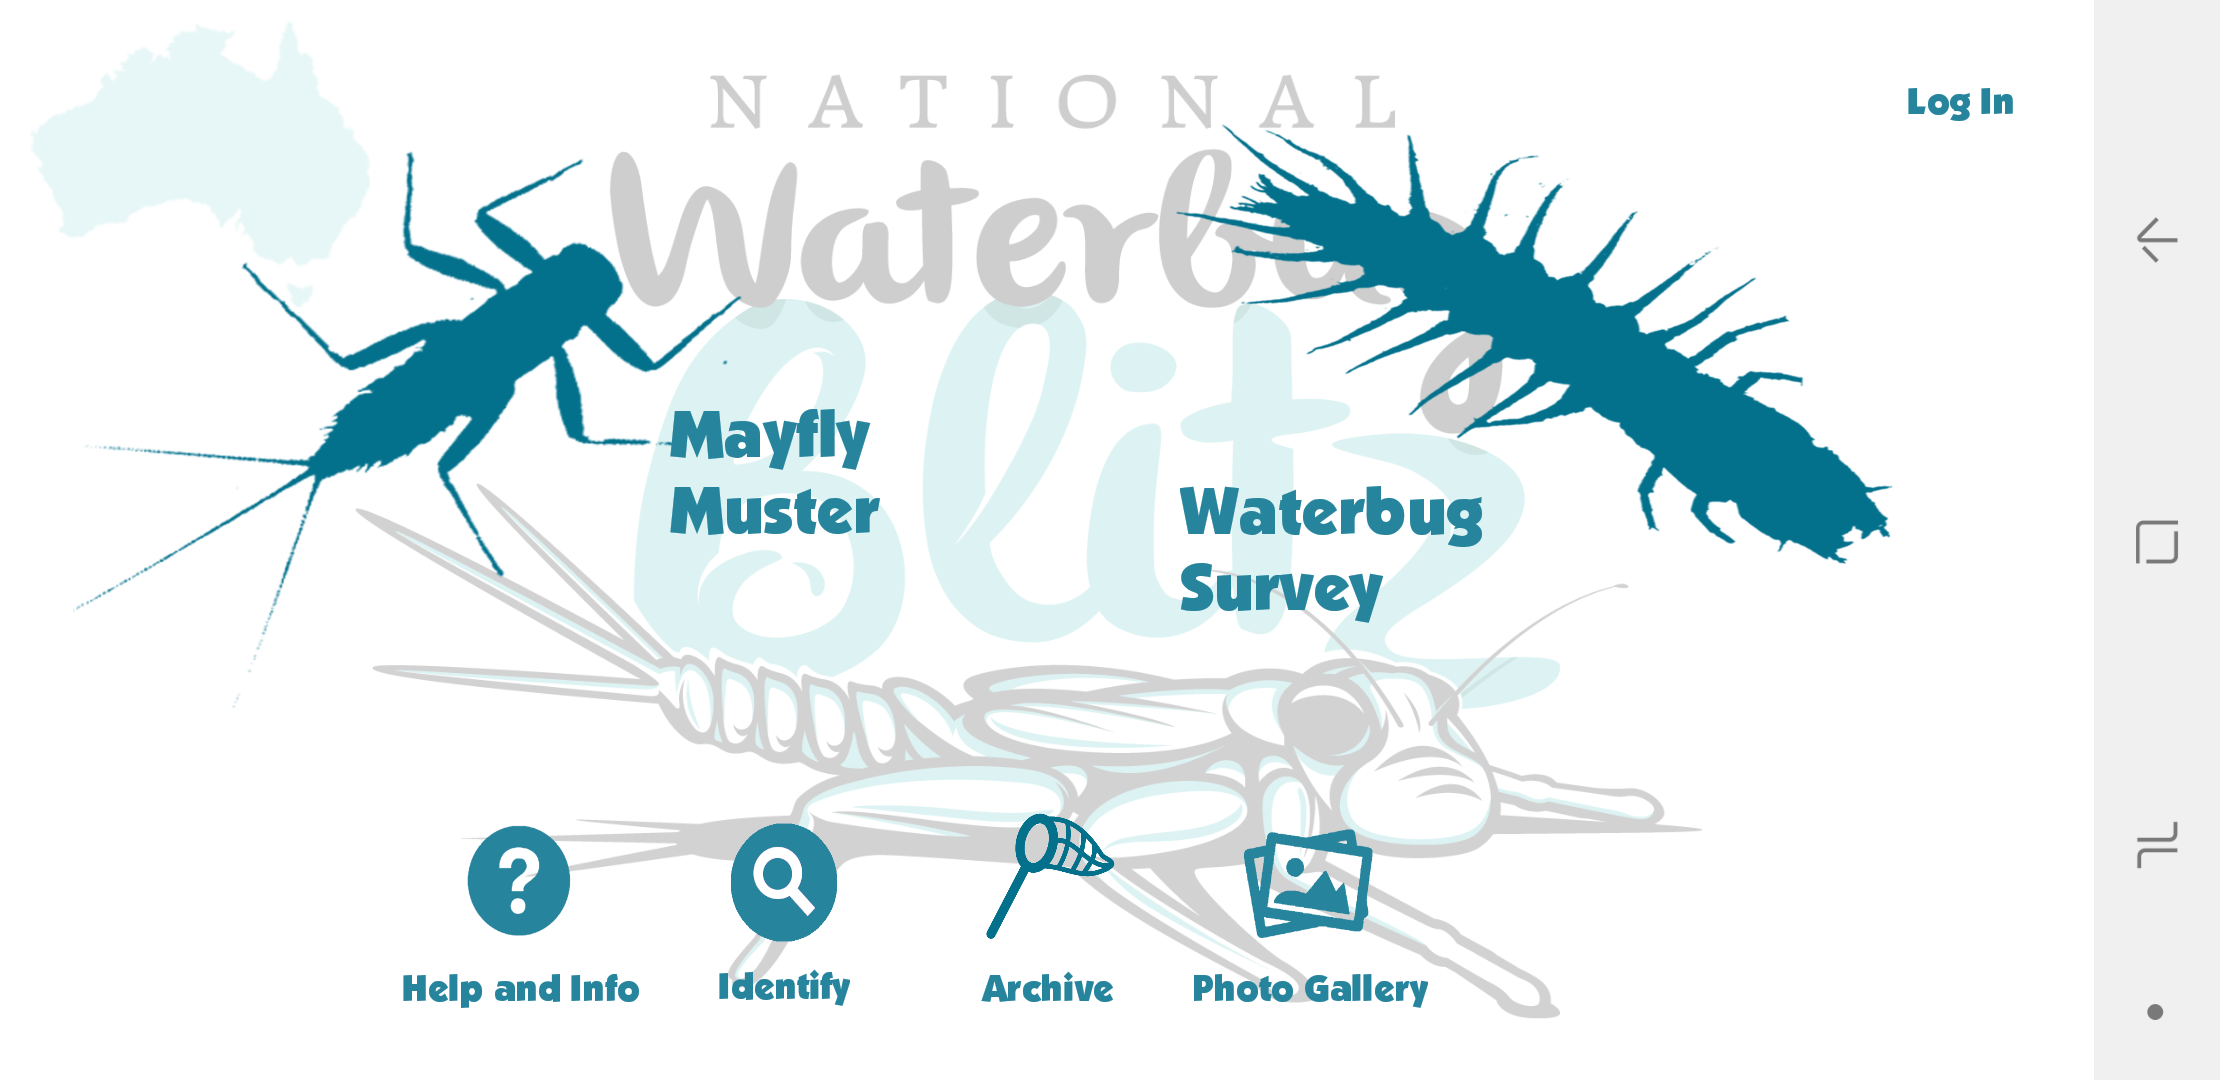 NATIONAL
Log In
Waterbug
Blitz
Mayfly
Muster
Waterbug
Survey
Help and Info
Identify
Archive
Photo Gallery